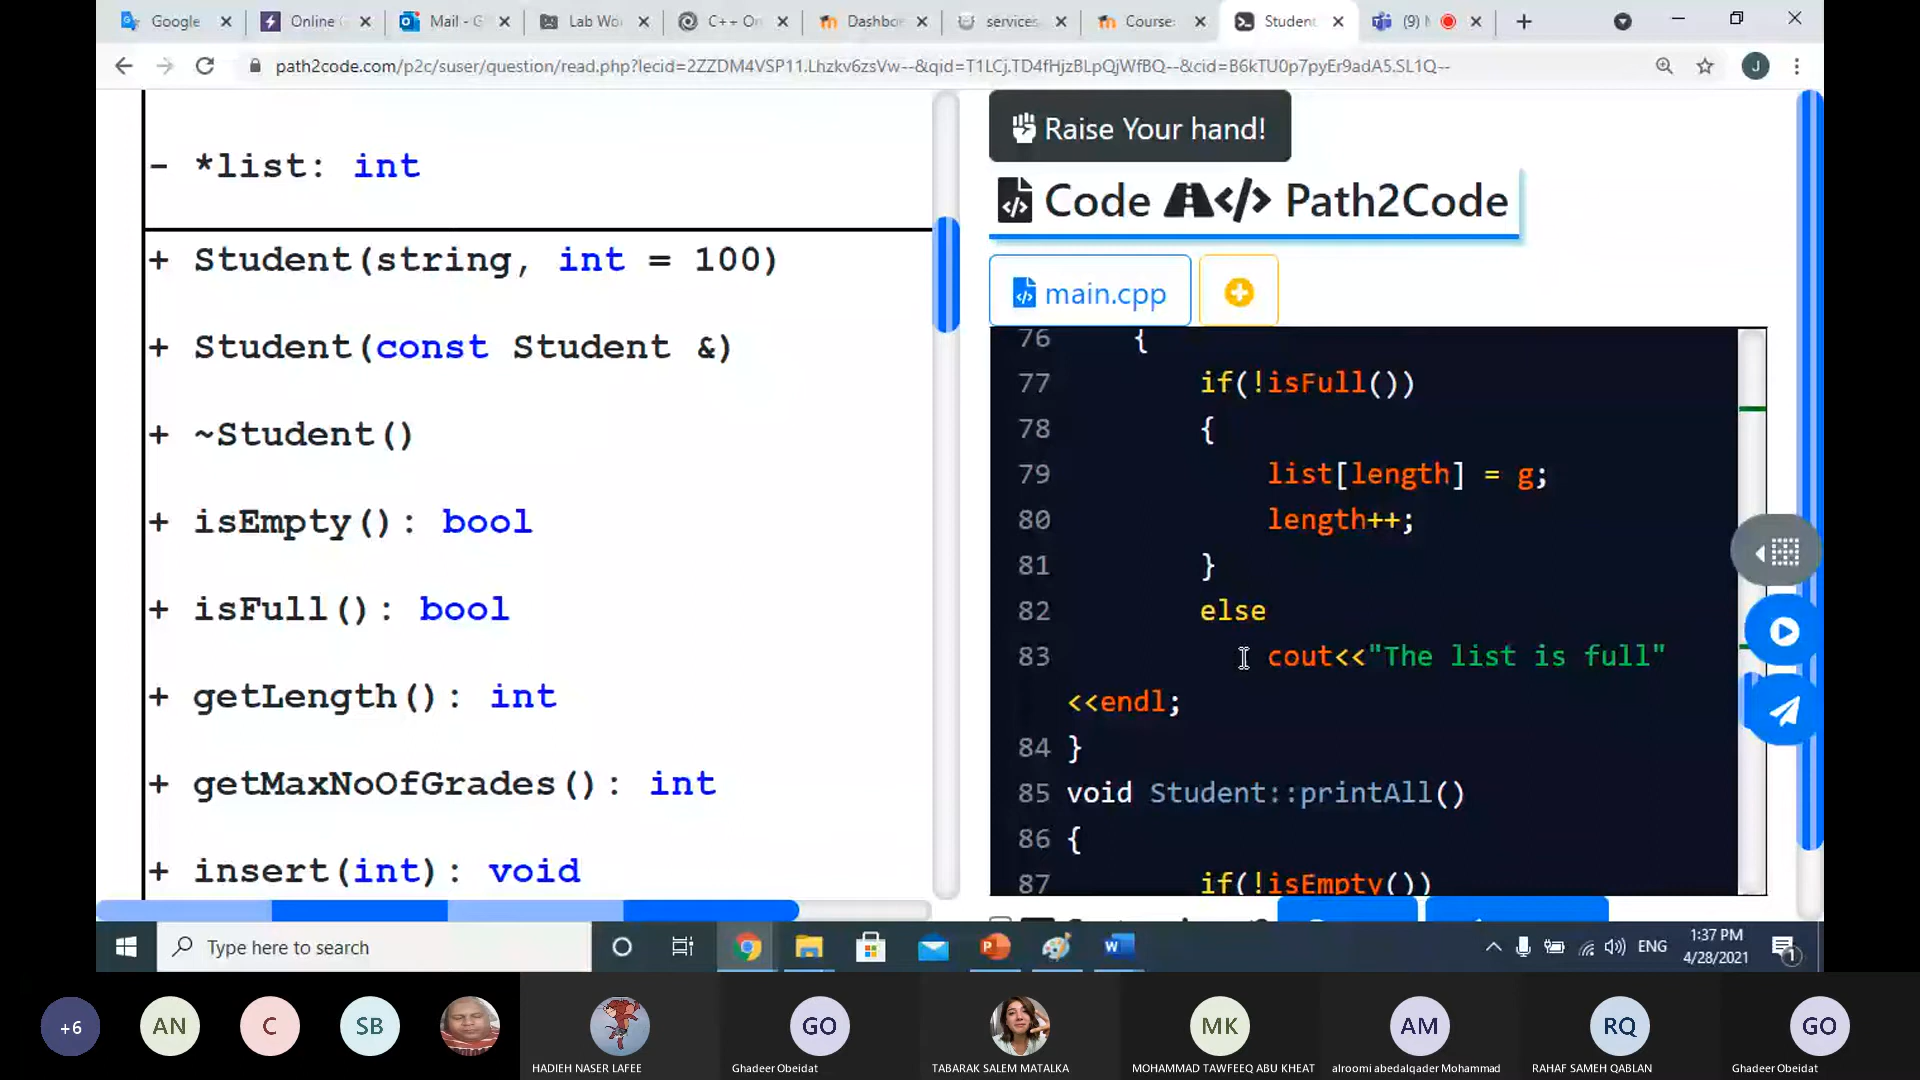 Google
Online
Mail - G
Lab Wo
C++ On
Dashbo
services
Course
Student
(9)
path2code.com/p2c/suser/question/read.php?lecid=2ZZDM4VSP11.Lhzkv6zsVw--&qid=T1LCj.TD4fHjzBLpQjWfBQ--&cid=B6kTU0p7pyEr9adA5.SL1Q--
J
- *list: int
+ Student(string, int = 100)
+ Student(const Student &)
+ ~Student()
+ isEmpty(): bool
+ isFull(): bool
+ getLength(): int
+ getMaxNoOfGrades(): int
+ insert(int): void
Raise Your hand!
Code </> Path2Code
main.cpp
76 {
77 if(!isFull())
78 {
79 list[length] = g;
80 length++;
81 }
82 else
83 cout<<"The list is full"
<<endl;
84 }
85 void Student::printAll()
86 {
87 if(!isEmpty())
Type here to search
ENG
1:37 PM
4/28/2021
1
+6
AN
C
SB
GO
MK
AM
RQ
GO
HADIEH NASER LAFEE
Ghadeer Obeidat
TABARAK SALEM MATALKA
MOHAMMAD TAWFEEQ ABU KHEAT
alroomi abedalqader Mohammad
RAHAF SAMEH QABLAN
Ghadeer Obeidat